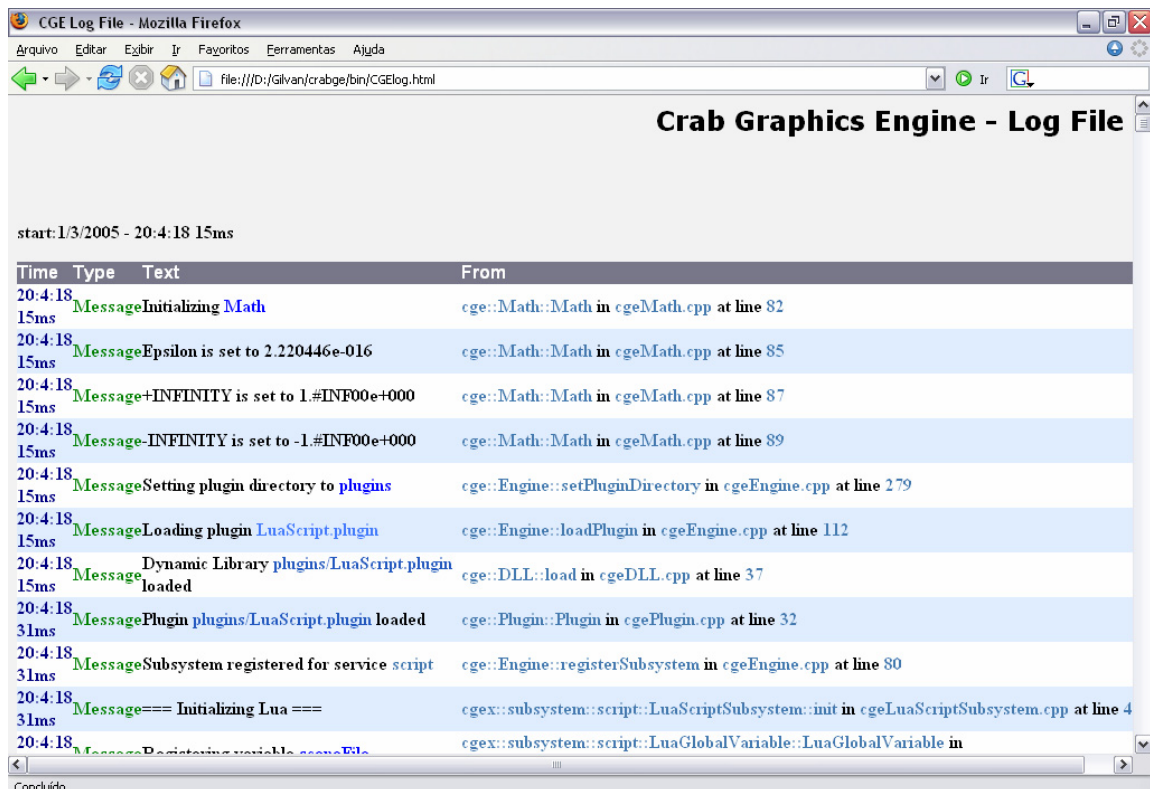 CGE Log File - Mozilla Firefox
Arquivo Editar Exibir Ir Favoritos Ferramentas Ajuda
file:///D:/Gilvan/crabge/bin/CGElog.html Ir G
Crab Graphics Engine - Log File
start:1/3/2005 - 20:4:18 15ms
Time Type Text From
20:4:18 15ms Message Initializing Math cge::Math::Math in cgeMath.cpp at line 82
20:4:18 15ms Message Epsilon is set to 2.220446e-016 cge::Math::Math in cgeMath.cpp at line 85
20:4:18 15ms Message +INFINITY is set to 1.#INF00e+000 cge::Math::Math in cgeMath.cpp at line 87
20:4:18 15ms Message -INFINITY is set to -1.#INF00e+000 cge::Math::Math in cgeMath.cpp at line 89
20:4:18 15ms Message Setting plugin directory to plugins cge::Engine::setPluginDirectory in cgeEngine.cpp at line 279
20:4:18 15ms Message Loading plugin LuaScript.plugin cge::Engine::loadPlugin in cgeEngine.cpp at line 112
20:4:18 15ms Message Dynamic Library plugins/LuaScript.plugin loaded cge::DLL::load in cgeDLL.cpp at line 37
20:4:18 31ms Message Plugin plugins/LuaScript.plugin loaded cge::Plugin::Plugin in cgePlugin.cpp at line 32
20:4:18 31ms Message Subsystem registered for service script cge::Engine::registerSubsystem in cgeEngine.cpp at line 80
20:4:18 31ms Message === Initializing Lua === cgex::subsystem::script::LuaScriptSubsystem::init in cgeLuaScriptSubsystem.cpp at line 4
20:4:18 Message Registering variable sceneFile cgex::subsystem::script::LuaGlobalVariable::LuaGlobalVariable in
Concluído